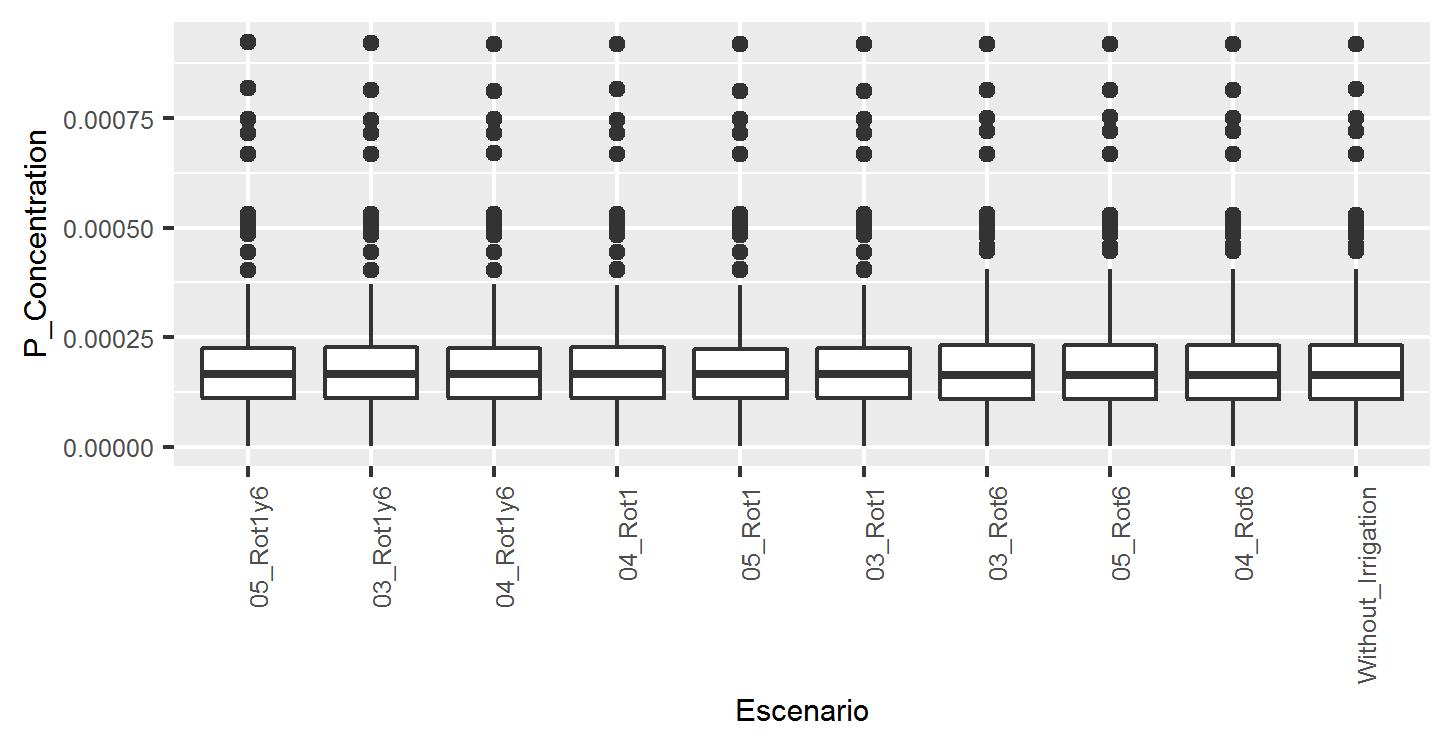 P_Concentration
0.00075
0.00050
0.00025
0.00000
05_Rot1y6
03_Rot1y6
04_Rot1y6
04_Rot1
05_Rot1
03_Rot1
03_Rot6
05_Rot6
04_Rot6
Without_Irrigation
Escenario